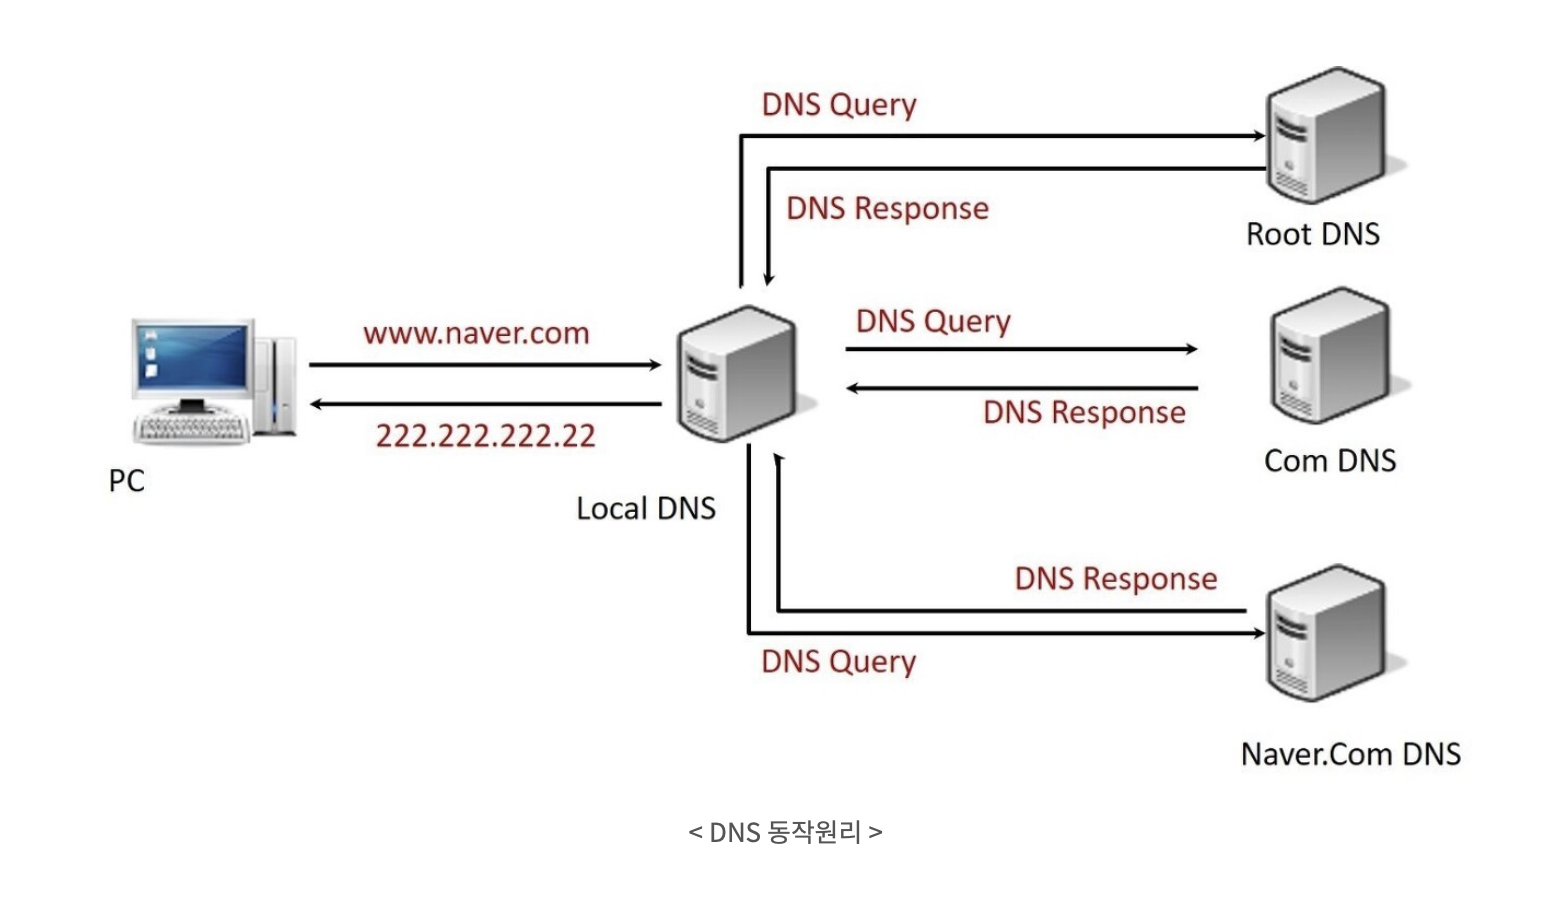 DNS Query
DNS Response
Root DNS
www.naver.com
222.222.222.22
PC
Local DNS
DNS Query
DNS Response
Com DNS
DNS Response
DNS Query
Naver.Com DNS
< DNS 동작원리 >